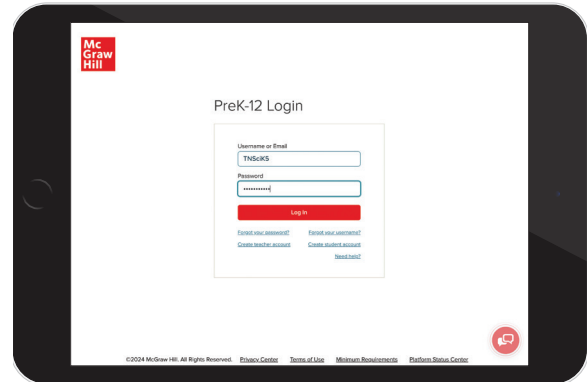 Mc
Graw
Hill
PreK-12 Login
Username or Email
TNSciK5
Password
•••••••••••
Log In
Forgot your password? Forgot your username?
Create teacher account Create student account
Need help?
©2024 McGraw Hill. All Rights Reserved. Privacy Center Terms of Use Minimum Requirements Platform Status Center